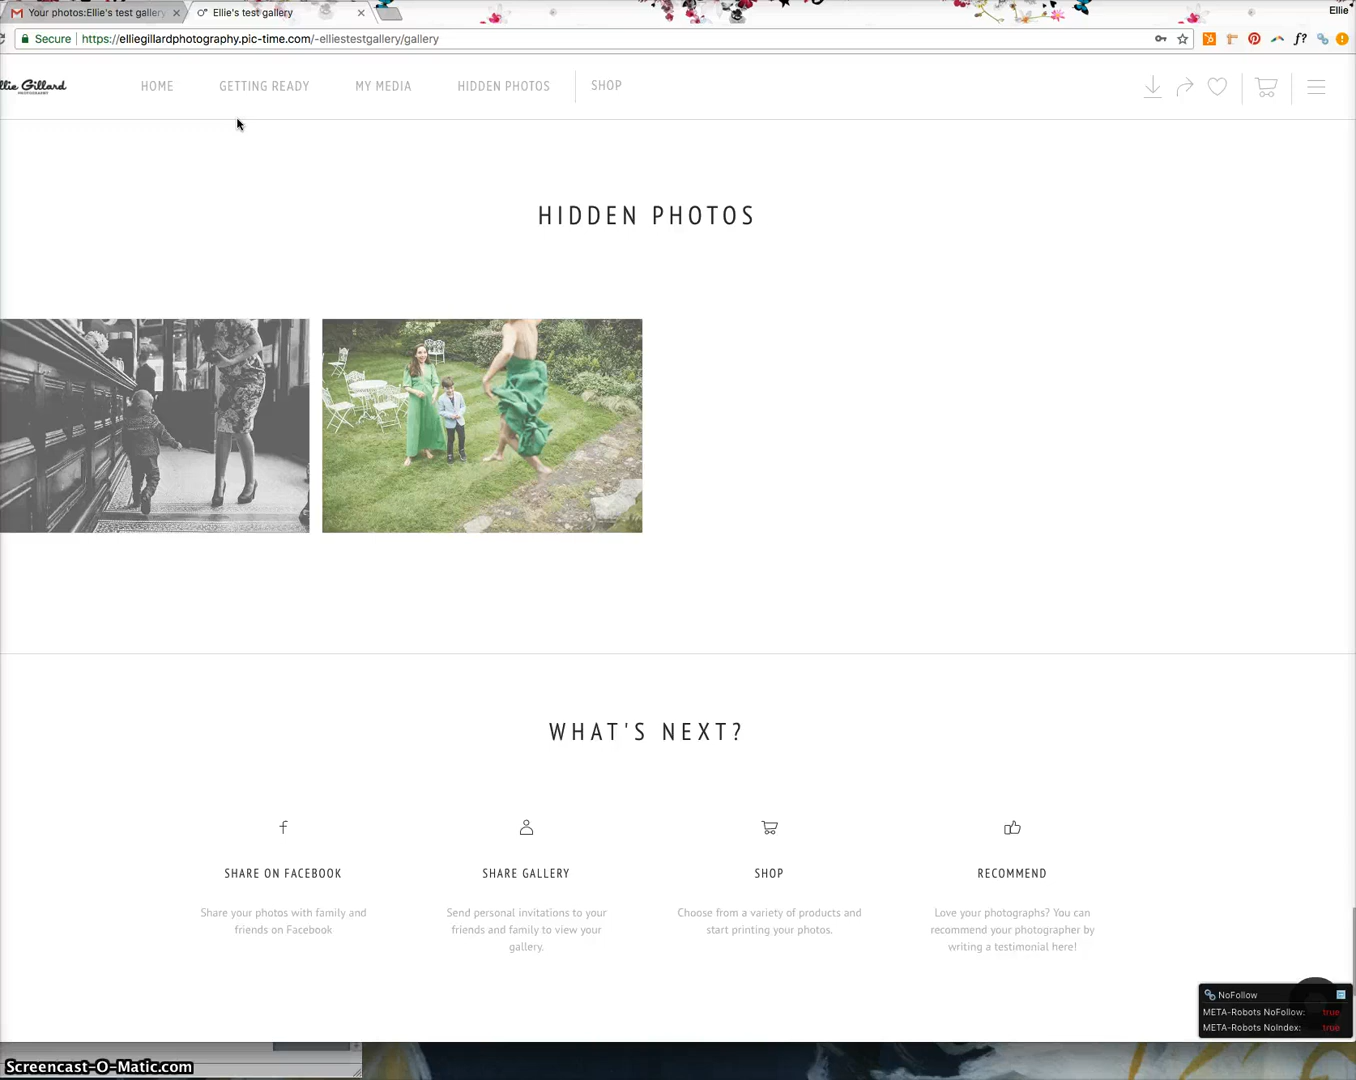 Your photos:Ellie's test gallery
Ellie's test gallery
Ellie
Secure
https://elliegillardphotography.pic-time.com/-elliestestgallery/gallery
f?
llie Gillard
PHOTOGRAPHY
HOME
GETTING READY
MY MEDIA
HIDDEN PHOTOS
SHOP
HIDDEN PHOTOS
WHAT'S NEXT?
SHARE ON FACEBOOK
Share your photos with family and
friends on Facebook
SHARE GALLERY
Send personal invitations to your
friends and family to view your
gallery.
SHOP
Choose from a variety of products and
start printing your photos.
RECOMMEND
Love your photographs? You can
recommend your photographer by
writing a testimonial here!
NoFollow
META-Robots NoFollow: true
META-Robots NoIndex: true
Screencast-O-Matic.com